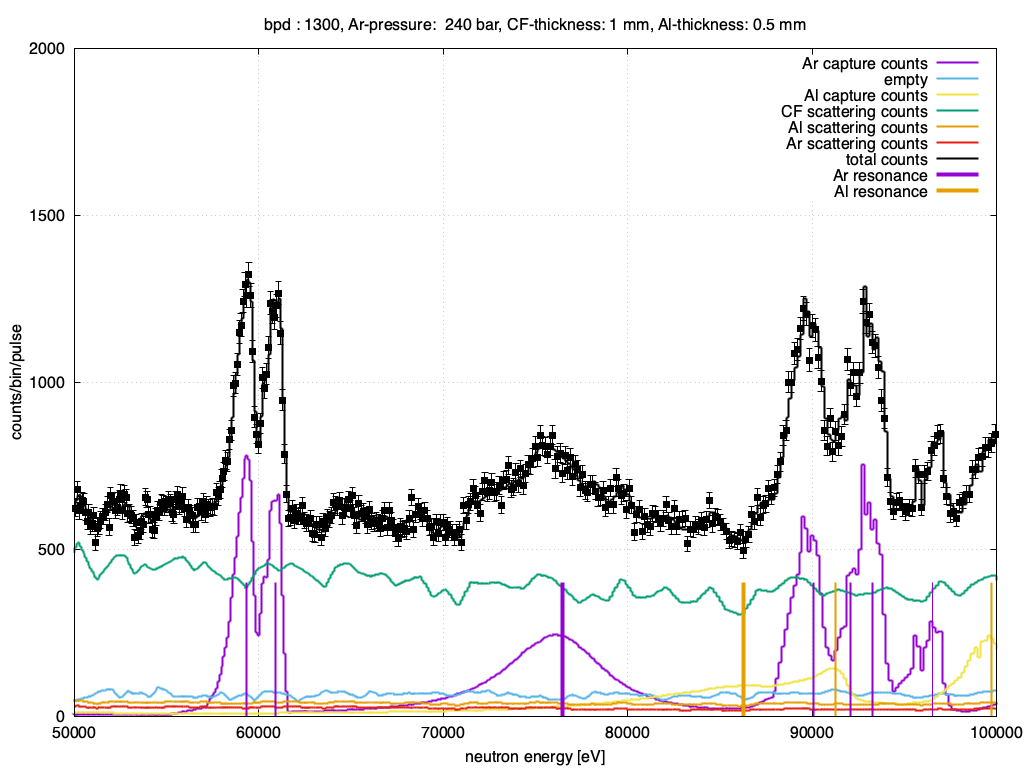 bpd : 1300, Ar-pressure:  240 bar, CF-thickness: 1 mm, Al-thickness: 0.5 mm
2000
1500
1000
500
0
counts/bin/pulse
Ar capture counts
empty
Al capture counts
CF scattering counts
Al scattering counts
Ar scattering counts
total counts
Ar resonance
Al resonance
50000 60000 70000 80000 90000 100000
neutron energy [eV]